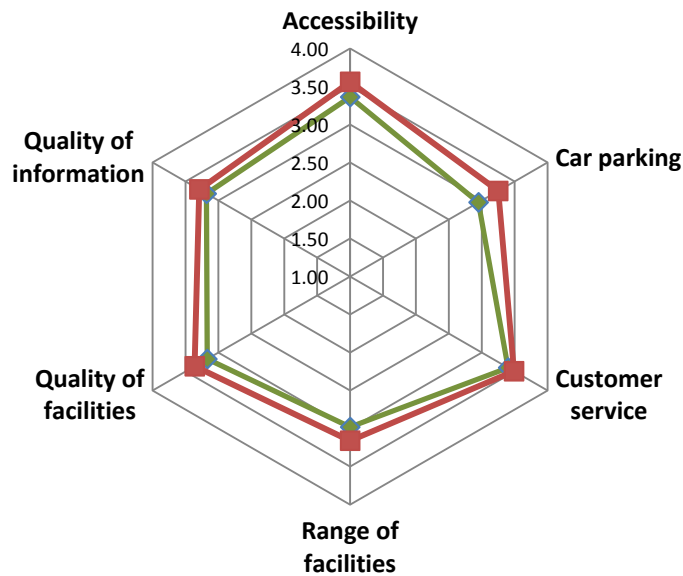 Accessibility
4.00
3.50
3.00
2.50
2.00
1.50
1.00
Car parking
Customer
service
Range of
facilities
Quality of
facilities
Quality of
information